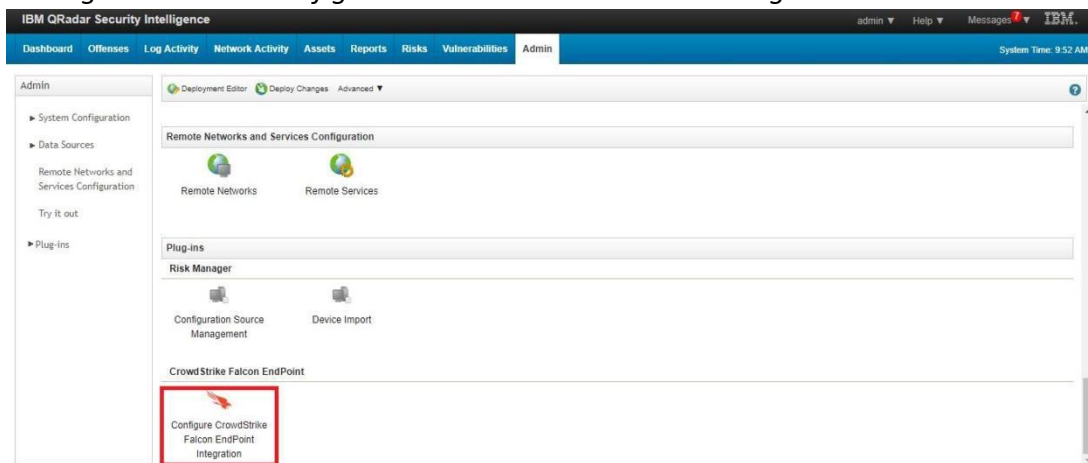 IBM QRadar Security Intelligence
admin ▼ Help ▼ Messages 7 ▼ IBM.
Dashboard Offenses Log Activity Network Activity Assets Reports Risks Vulnerabilities Admin System Time: 9:52 AM
Admin
Deployment Editor Deploy Changes Advanced ▼ ?
▶ System Configuration
▶ Data Sources
Remote Networks and
Services Configuration
Try it out
▶ Plug-ins
Remote Networks and Services Configuration
Remote Networks Remote Services
Plug-ins
Risk Manager
Configuration Source
Management
Device Import
CrowdStrike Falcon EndPoint
Configure CrowdStrike
Falcon EndPoint
Integration